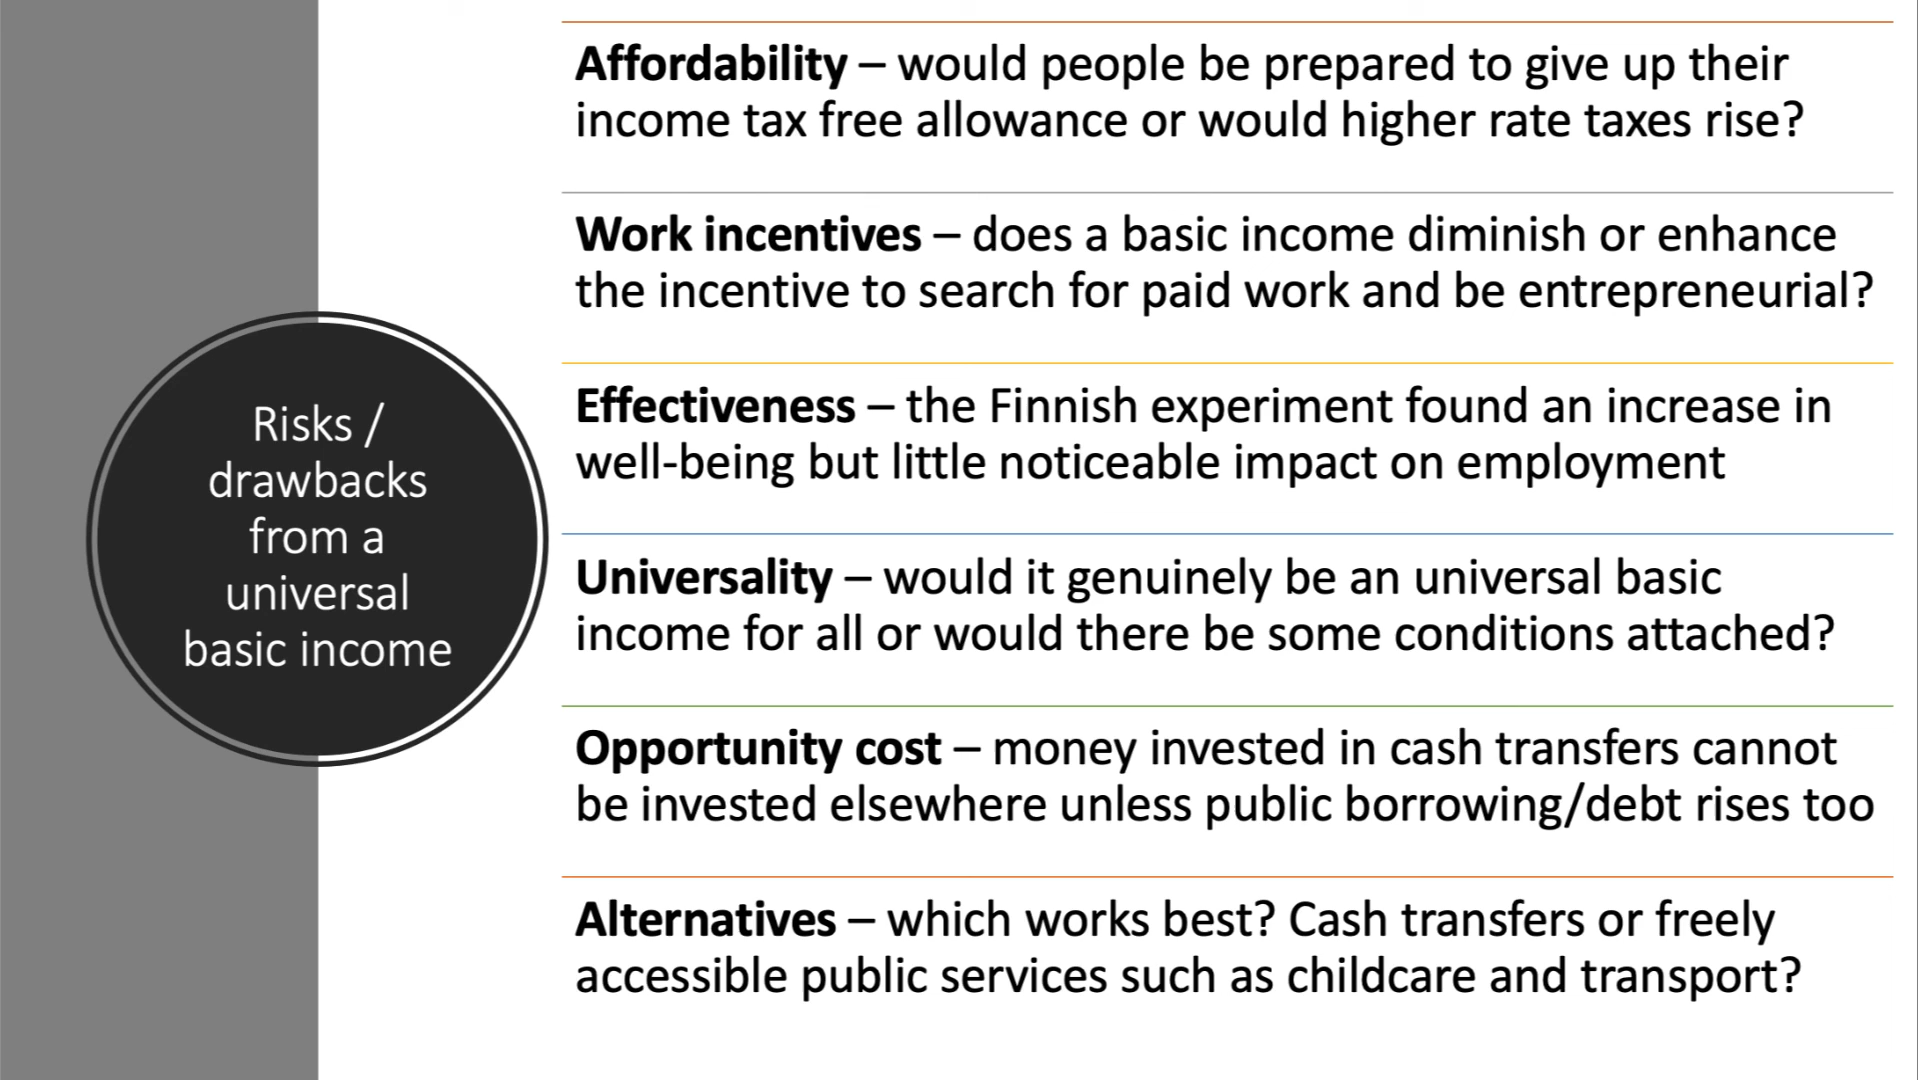 Risks /
drawbacks
from a
universal
basic income
Affordability – would people be prepared to give up their
income tax free allowance or would higher rate taxes rise?
Work incentives – does a basic income diminish or enhance
the incentive to search for paid work and be entrepreneurial?
Effectiveness – the Finnish experiment found an increase in
well-being but little noticeable impact on employment
Universality – would it genuinely be an universal basic
income for all or would there be some conditions attached?
Opportunity cost – money invested in cash transfers cannot
be invested elsewhere unless public borrowing/debt rises too
Alternatives – which works best? Cash transfers or freely
accessible public services such as childcare and transport?